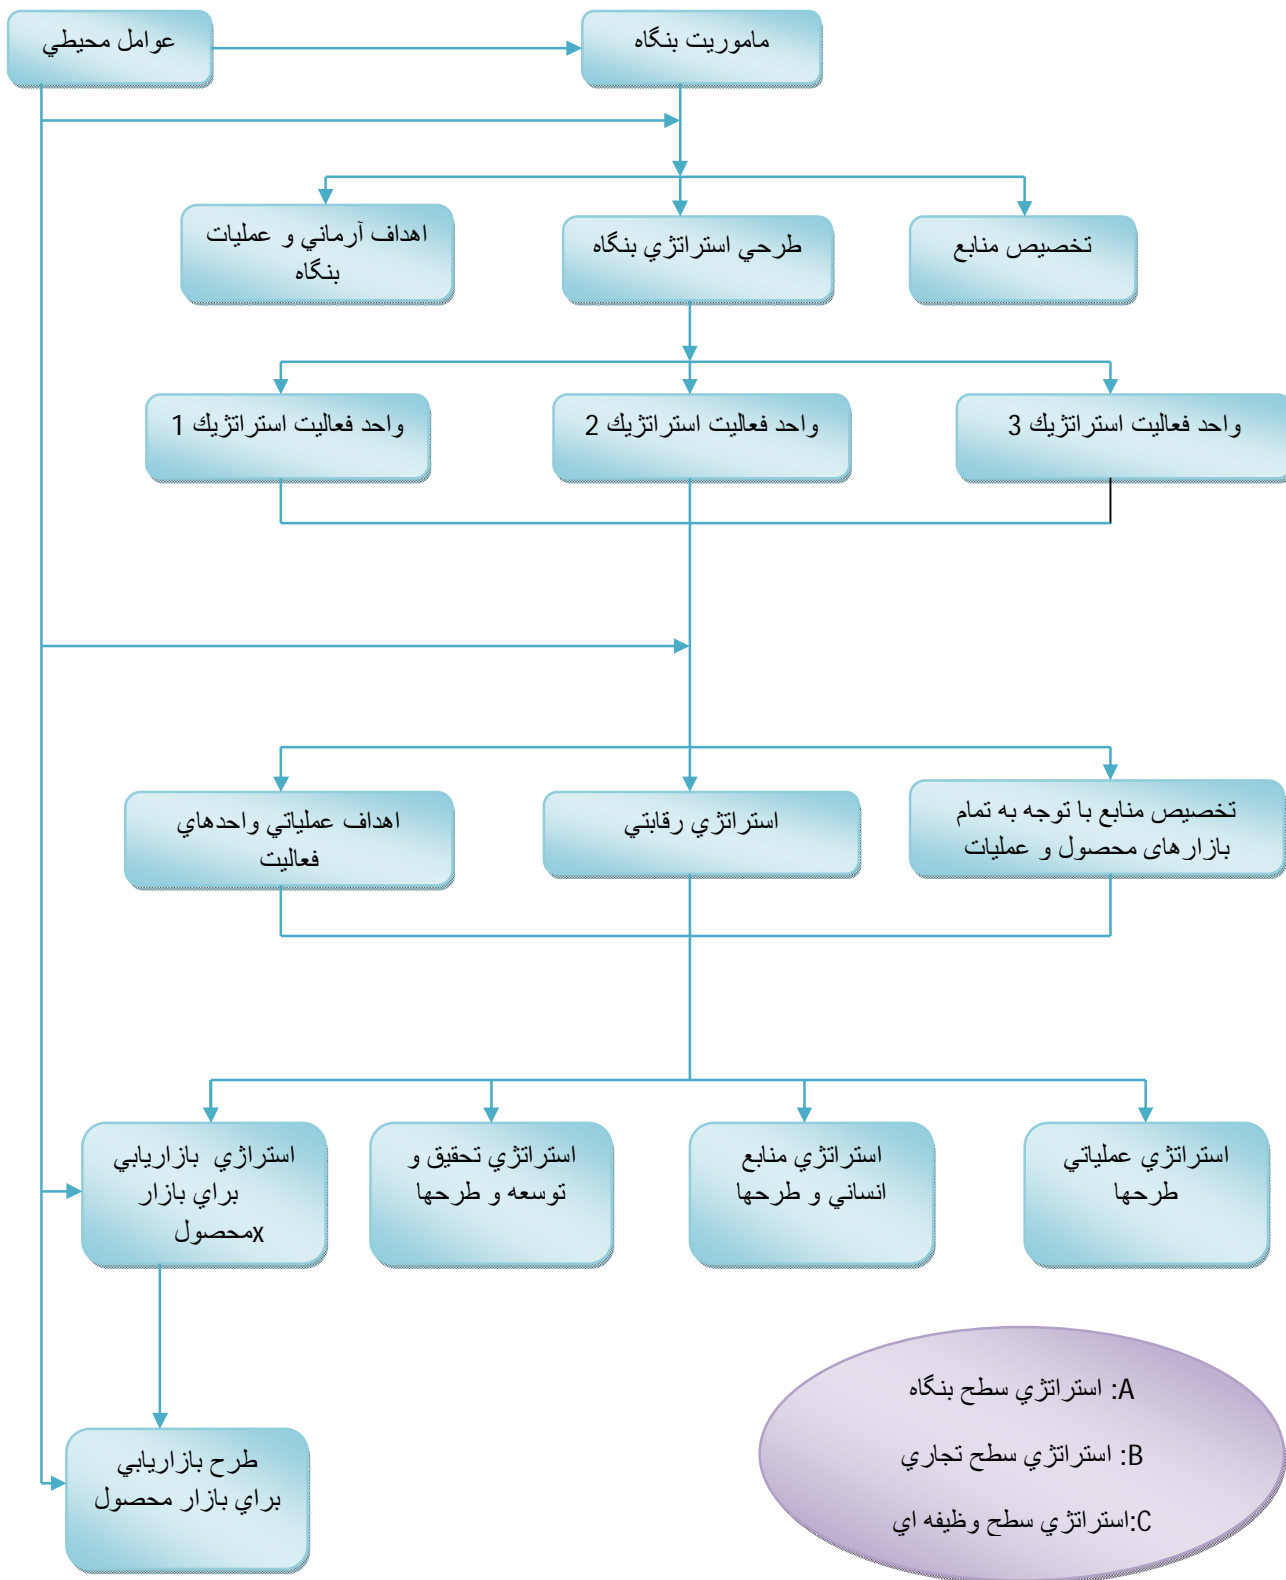 عوامل محيطي
ماموريت بنگاه
اهداف آرماني و عمليات
بنگاه
طرحي استراتژي بنگاه
تخصيص منابع
واحد فعاليت استراتژيك 1
واحد فعاليت استراتژيك 2
واحد فعاليت استراتژيك 3
اهداف عملياتي واحدهاي
فعاليت
استراتژي رقابتي
تخصيص منابع با توجه به تمام
بازارهای محصول و عمليات
استراژي بازاريابي
براي بازار
محصولx
استراتژي تحقيق و
توسعه و طرحها
استراتژي منابع
انساني و طرحها
استراتژي عملياتي
طرحها
طرح بازاريابي
براي بازار محصول
A: استراتژي سطح بنگاه
B: استراتژي سطح تجاري
C:استراتژي سطح وظيفه اي